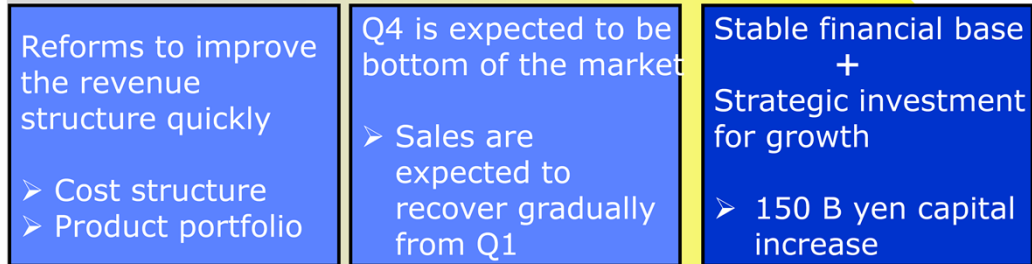 Reforms to improve
the revenue
structure quickly
➢ Cost structure
➢ Product portfolio
Q4 is expected to be
bottom of the market
➢ Sales are
expected to
recover gradually
from Q1
Stable financial base
+
Strategic investment
for growth
➢ 150 B yen capital
increase